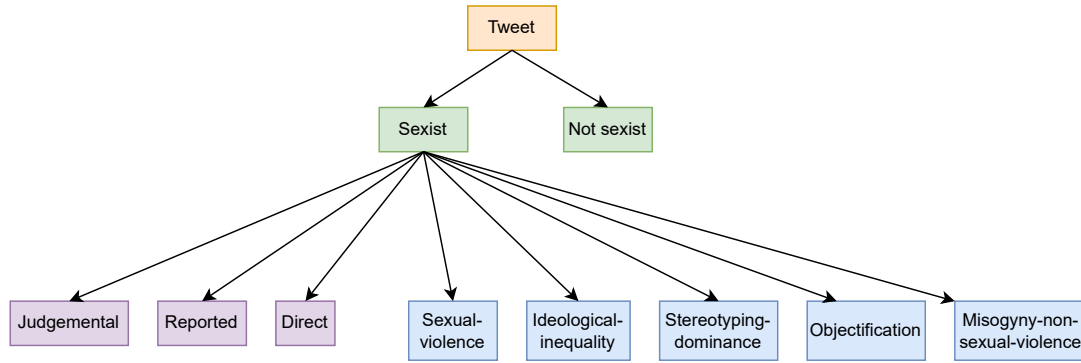 Tweet
Sexist
Not sexist
Judgemental
Reported
Direct
Sexual-
violence
Ideological-
inequality
Stereotyping-
dominance
Objectification
Misogyny-non-
sexual-violence